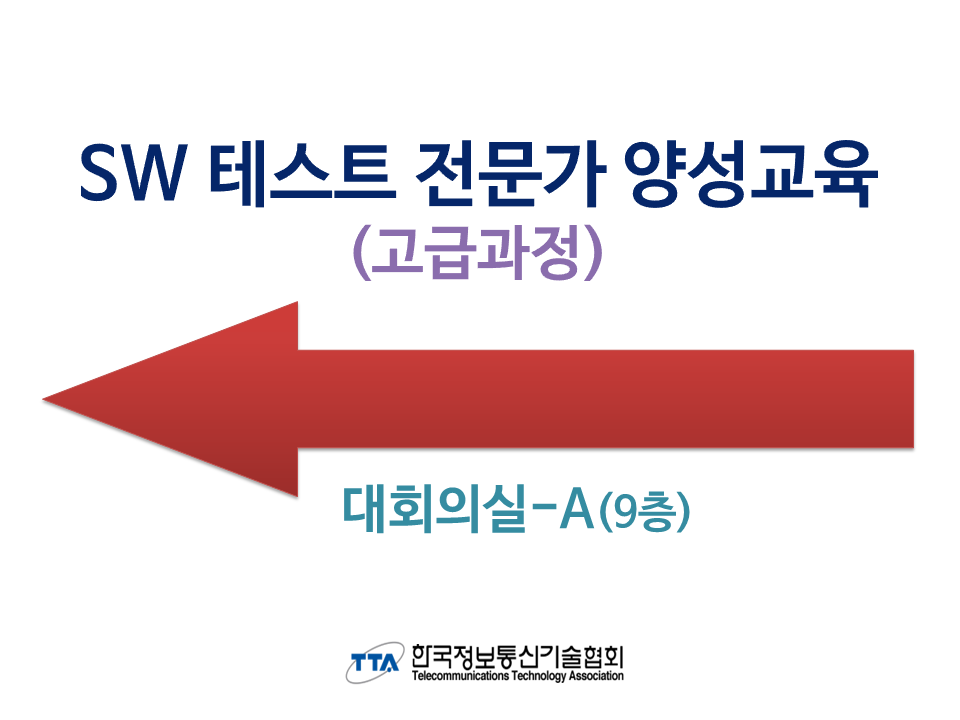 SW 테스트 전문가 양성교육
(고급과정)
대회의실-A(9층)
TTA 한국정보통신기술협회
Telecommunications Technology Association